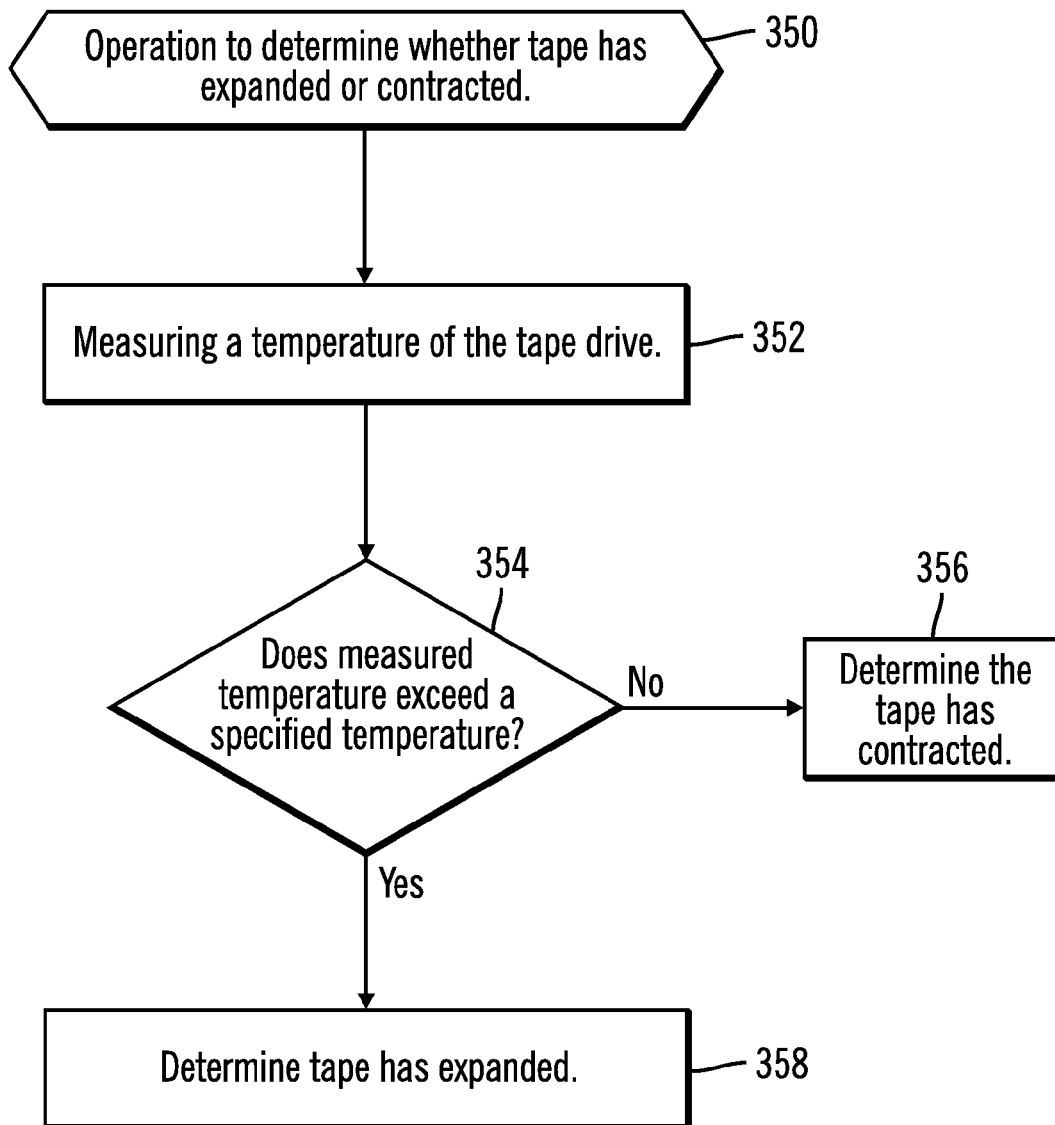 Operation to determine whether tape has
expanded or contracted.
350
Measuring a temperature of the tape drive.
352
354
Does measured
temperature exceed a
specified temperature?
No
356
Determine the
tape has
contracted.
Yes
Determine tape has expanded.
358